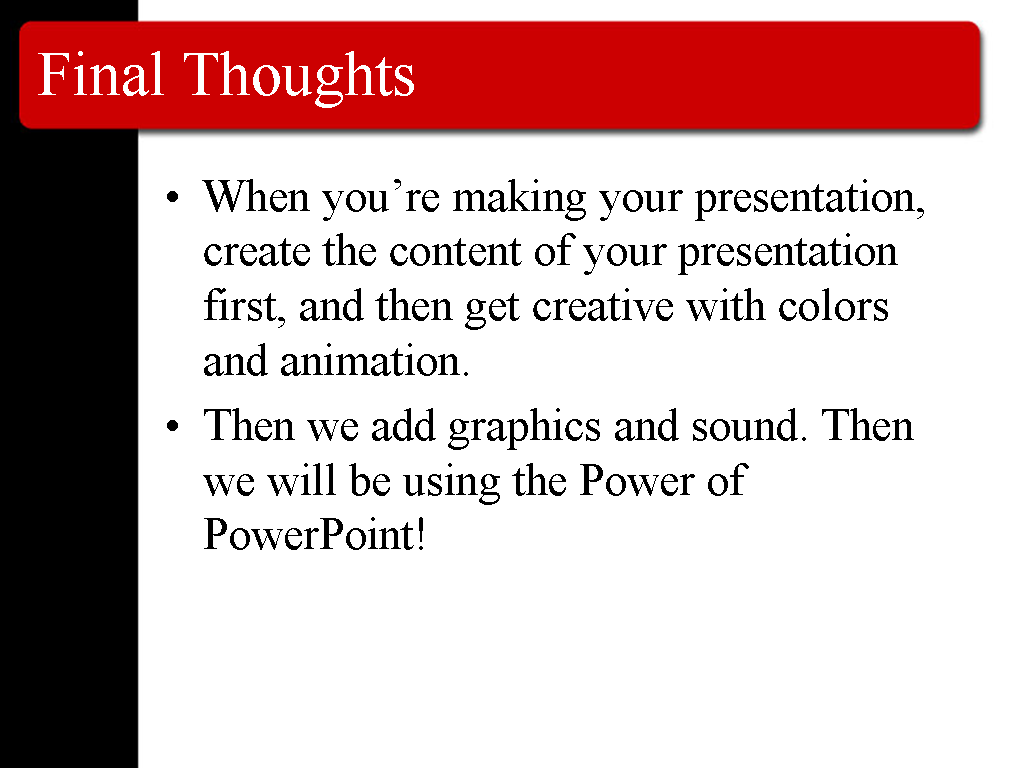 Final Thoughts
• When you’re making your presentation,
create the content of your presentation
first, and then get creative with colors
and animation.
• Then we add graphics and sound. Then
we will be using the Power of
PowerPoint!